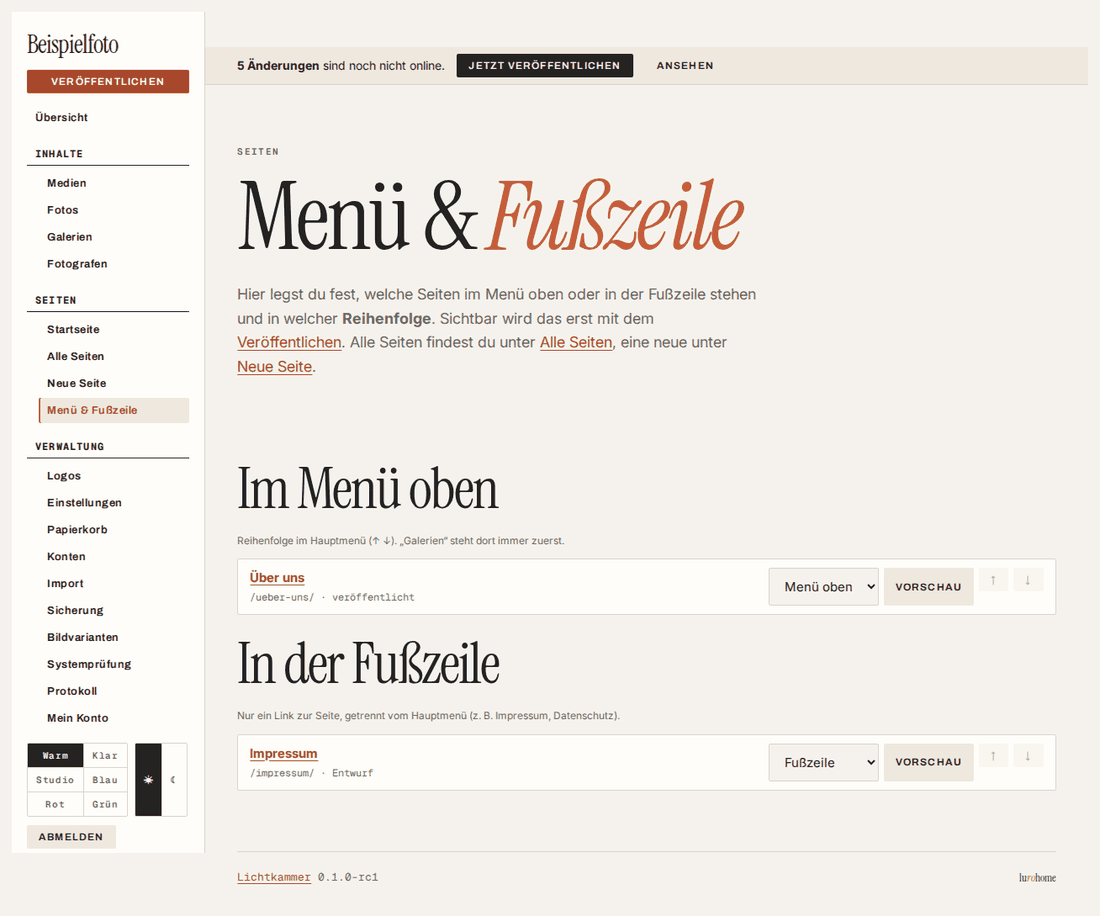 Beispielfoto
VERÖFFENTLICHEN
Übersicht
INHALTE
Medien
Fotos
Galerien
Fotografen
SEITEN
Startseite
Alle Seiten
Neue Seite
Menü & Fußzeile
VERWALTUNG
Logos
Einstellungen
Papierkorb
Konten
Import
Sicherung
Bildvarianten
Systemprüfung
Protokoll
Mein Konto
Warm Klar
Studio Blau
Rot Grün
ABMELDEN
5 Änderungen sind noch nicht online. JETZT VERÖFFENTLICHEN ANSEHEN
SEITEN
Menü & Fußzeile
Hier legst du fest, welche Seiten im Menü oben oder in der Fußzeile stehen
und in welcher Reihenfolge. Sichtbar wird das erst mit dem
Veröffentlichen. Alle Seiten findest du unter Alle Seiten, eine neue unter
Neue Seite.
Im Menü oben
Reihenfolge im Hauptmenü (↑ ↓). „Galerien“ steht dort immer zuerst.
Über uns
/ueber-uns/ · veröffentlicht
Menü oben VORSCHAU ↑ ↓
In der Fußzeile
Nur ein Link zur Seite, getrennt vom Hauptmenü (z. B. Impressum, Datenschutz).
Impressum
/impressum/ · Entwurf
Fußzeile VORSCHAU ↑ ↓
Lichtkammer 0.1.0-rc1
lurohome